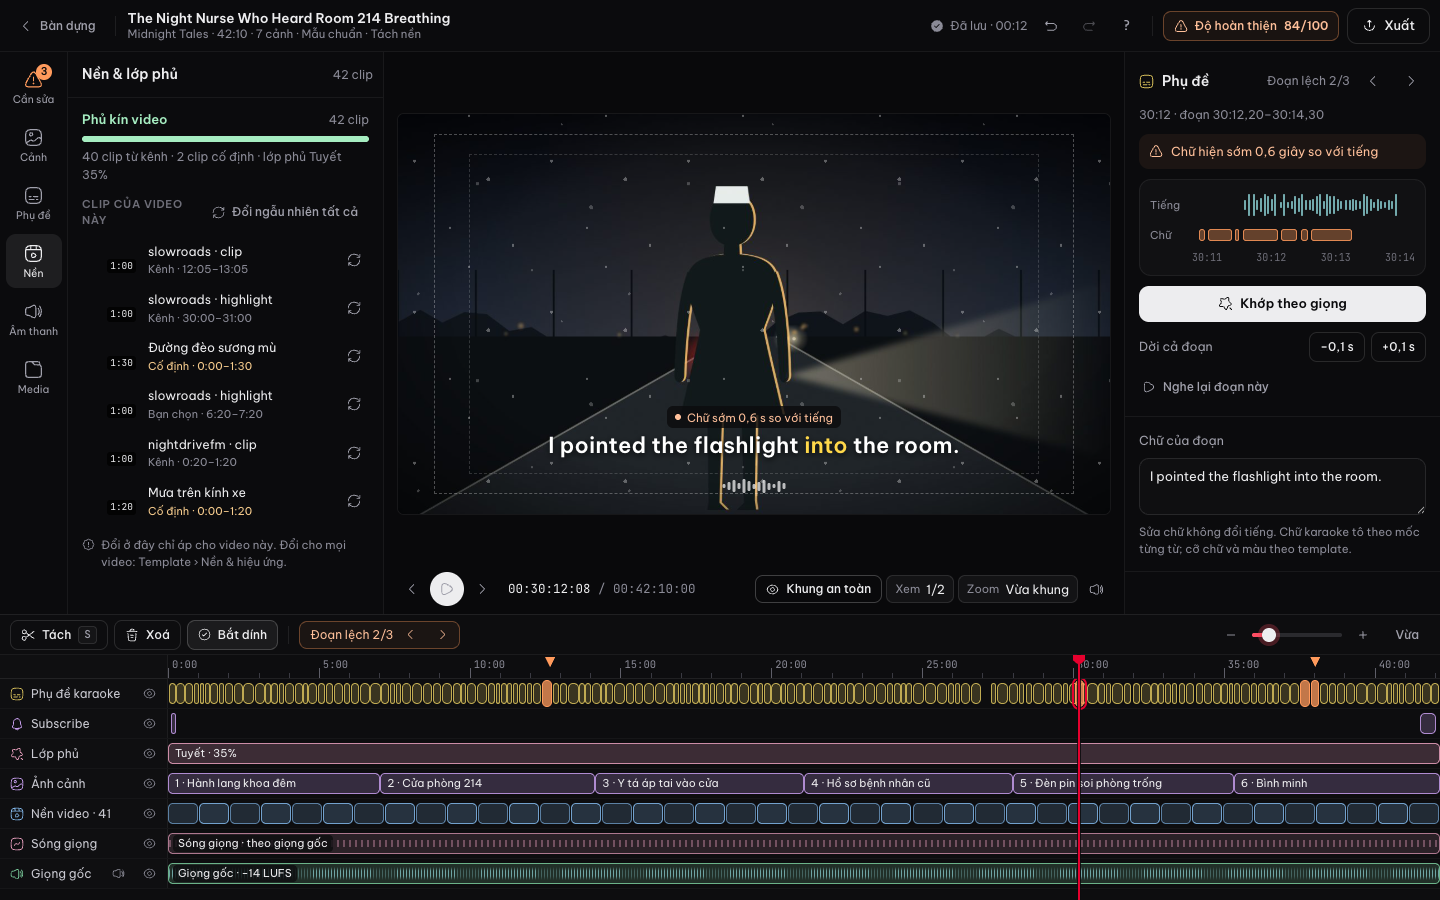 Bàn dựng
The Night Nurse Who Heard Room 214 Breathing
Midnight Tales · 42:10 · 7 cảnh · Mẫu chuẩn · Tách nền
Đã lưu · 00:12
?
Độ hoàn thiện 84/100
Xuất
3
Cần sửa
Cảnh
Phụ đề
Nền
Âm thanh
Media
Nền & lớp phủ
42 clip
Phủ kín video
42 clip
40 clip từ kênh · 2 clip cố định · lớp phủ Tuyết
35%
CLIP CỦA VIDEO
NÀY
Đổi ngẫu nhiên tất cả
slowroads · clip
1:00
Kênh · 12:05–13:05
slowroads · highlight
1:00
Kênh · 30:00–31:00
Đường đèo sương mù
1:30
Cố định · 0:00–1:30
slowroads · highlight
1:00
Bạn chọn · 6:20–7:20
nightdrivefm · clip
1:00
Kênh · 0:20–1:20
Mưa trên kính xe
1:20
Cố định · 0:00–1:20
Đổi ở đây chỉ áp cho video này. Đổi cho mọi
video: Template › Nền & hiệu ứng.
Chữ sớm 0,6 s so với tiếng
I pointed the flashlight into the room.
00:30:12:08 / 00:42:10:00
Khung an toàn
Xem 1/2
Zoom Vừa khung
Phụ đề
Đoạn lệch 2/3
30:12 · đoạn 30:12,20–30:14,30
Chữ hiện sớm 0,6 giây so với tiếng
Tiếng
Chữ
30:11 30:12 30:13 30:14
Khớp theo giọng
Dời cả đoạn
−0,1 s
+0,1 s
Nghe lại đoạn này
Chữ của đoạn
I pointed the flashlight into the room.
Sửa chữ không đổi tiếng. Chữ karaoke tô theo mốc
từng từ; cỡ chữ và màu theo template.
Tách S
Xoá
Bắt dính
Đoạn lệch 2/3
Vừa
0:00 5:00 10:00 15:00 20:00 25:00 30:00 35:00 40:00
Phụ đề karaoke
Subscribe
Lớp phủ
Tuyết · 35%
Ảnh cảnh
1 · Hành lang khoa đêm
2 · Cửa phòng 214
3 · Y tá áp tai vào cửa
4 · Hồ sơ bệnh nhân cũ
5 · Đèn pin soi phòng trống
6 · Bình minh
Nền video · 41
Sóng giọng
Sóng giọng · theo giọng gốc
Giọng gốc
Giọng gốc · −14 LUFS